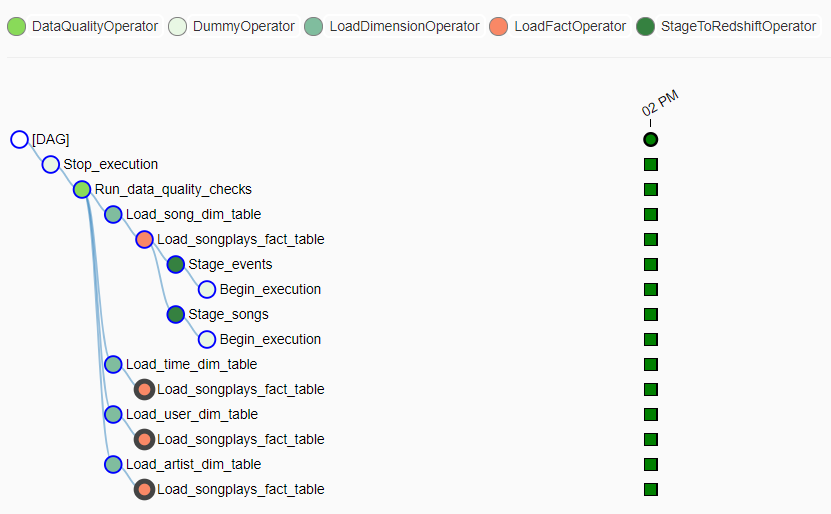 DataQualityOperator DummyOperator LoadDimensionOperator LoadFactOperator StageToRedshiftOperator
02 PM
[DAG]
Stop_execution
Run_data_quality_checks
Load_song_dim_table
Load_songplays_fact_table
Stage_events
Begin_execution
Stage_songs
Begin_execution
Load_time_dim_table
Load_songplays_fact_table
Load_user_dim_table
Load_songplays_fact_table
Load_artist_dim_table
Load_songplays_fact_table